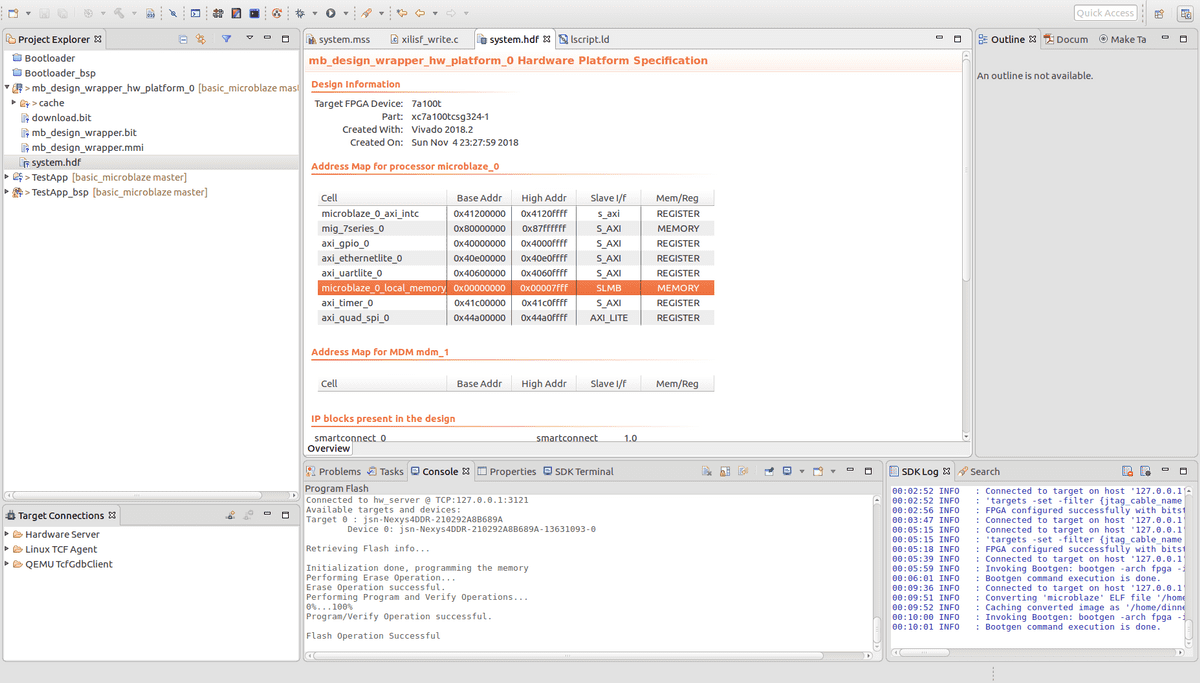 Quick Access
Project Explorer
Bootloader
Bootloader_bsp
> mb_design_wrapper_hw_platform_0 [basic_microblaze mast
> cache
download.bit
mb_design_wrapper.bit
mb_design_wrapper.mmi
system.hdf
> TestApp [basic_microblaze master]
> TestApp_bsp [basic_microblaze master]
Target Connections
Hardware Server
Linux TCF Agent
QEMU TcfGdbClient
system.mss xilisf_write.c system.hdf lscript.ld
mb_design_wrapper_hw_platform_0 Hardware Platform Specification
Design Information
Target FPGA Device: 7a100t
Part: xc7a100tcsg324-1
Created With: Vivado 2018.2
Created On: Sun Nov 4 23:27:59 2018
Address Map for processor microblaze_0
Cell Base Addr High Addr Slave I/f Mem/Reg
microblaze_0_axi_intc 0x41200000 0x4120ffff s_axi REGISTER
mig_7series_0 0x80000000 0x87ffffff S_AXI MEMORY
axi_gpio_0 0x40000000 0x4000ffff S_AXI REGISTER
axi_ethernetlite_0 0x40e00000 0x40e0ffff S_AXI REGISTER
axi_uartlite_0 0x40600000 0x4060ffff S_AXI REGISTER
microblaze_0_local_memory 0x00000000 0x00007fff SLMB MEMORY
axi_timer_0 0x41c00000 0x41c0ffff S_AXI REGISTER
axi_quad_spi_0 0x44a00000 0x44a0ffff AXI_LITE REGISTER
Address Map for MDM mdm_1
Cell Base Addr High Addr Slave I/f Mem/Reg
IP blocks present in the design
smartconnect_0 smartconnect 1.0
Overview
Outline Docum Make Ta
An outline is not available.
Problems Tasks Console Properties SDK Terminal
Program Flash
Connected to hw_server @ TCP:127.0.0.1:3121
Available targets and devices:
Target 0 : jsn-Nexys4DDR-210292A8B689A
Device 0: jsn-Nexys4DDR-210292A8B689A-13631093-0
Retrieving Flash info...
Initialization done, programming the memory
Performing Erase Operation...
Erase Operation successful.
Performing Program and Verify Operations...
0%...100%
Program/Verify Operation successful.
Flash Operation Successful
SDK Log Search
00:02:52 INFO : Connected to target on host '127.0.0.1'
00:02:52 INFO : 'targets -set -filter {jtag_cable_name
00:02:56 INFO : FPGA configured successfully with bitst
00:03:47 INFO : Connected to target on host '127.0.0.1'
00:05:15 INFO : Connected to target on host '127.0.0.1'
00:05:15 INFO : 'targets -set -filter {jtag_cable_name
00:05:18 INFO : FPGA configured successfully with bitst
00:05:39 INFO : Connected to target on host '127.0.0.1'
00:05:59 INFO : Invoking Bootgen: bootgen -arch fpga -i
00:06:01 INFO : Bootgen command execution is done.
00:09:36 INFO : Connected to target on host '127.0.0.1'
00:09:51 INFO : Converting 'microblaze' ELF file '/home
00:09:52 INFO : Caching converted image as '/home/dinne
00:10:00 INFO : Invoking Bootgen: bootgen -arch fpga -i
00:10:01 INFO : Bootgen command execution is done.